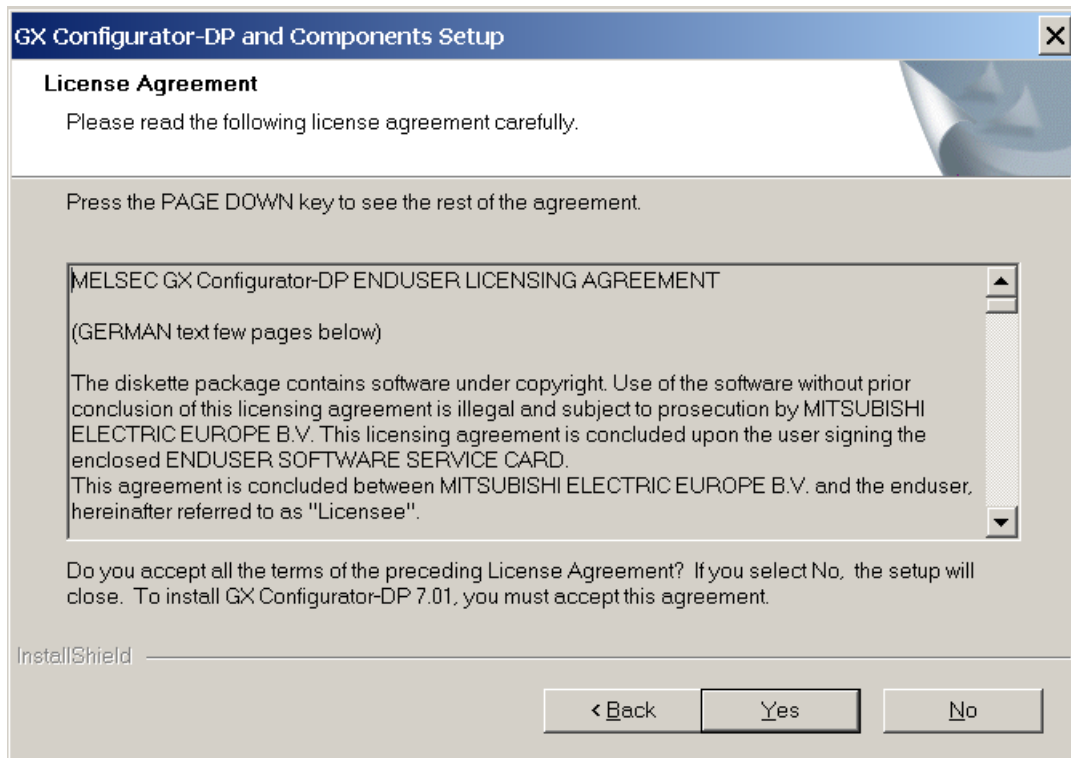 GX Configurator-DP and Components Setup
License Agreement
Please read the following license agreement carefully.
Press the PAGE DOWN key to see the rest of the agreement.
MELSEC GX Configurator-DP ENDUSER LICENSING AGREEMENT
(GERMAN text few pages below)
The diskette package contains software under copyright. Use of the software without prior
conclusion of this licensing agreement is illegal and subject to prosecution by MITSUBISHI
ELECTRIC EUROPE B.V. This licensing agreement is concluded upon the user signing the
enclosed ENDUSER SOFTWARE SERVICE CARD.
This agreement is concluded between MITSUBISHI ELECTRIC EUROPE B.V. and the enduser,
hereinafter referred to as "Licensee".
Do you accept all the terms of the preceding License Agreement? If you select No, the setup will
close. To install GX Configurator-DP 7.01, you must accept this agreement.
InstallShield
< Back Yes No